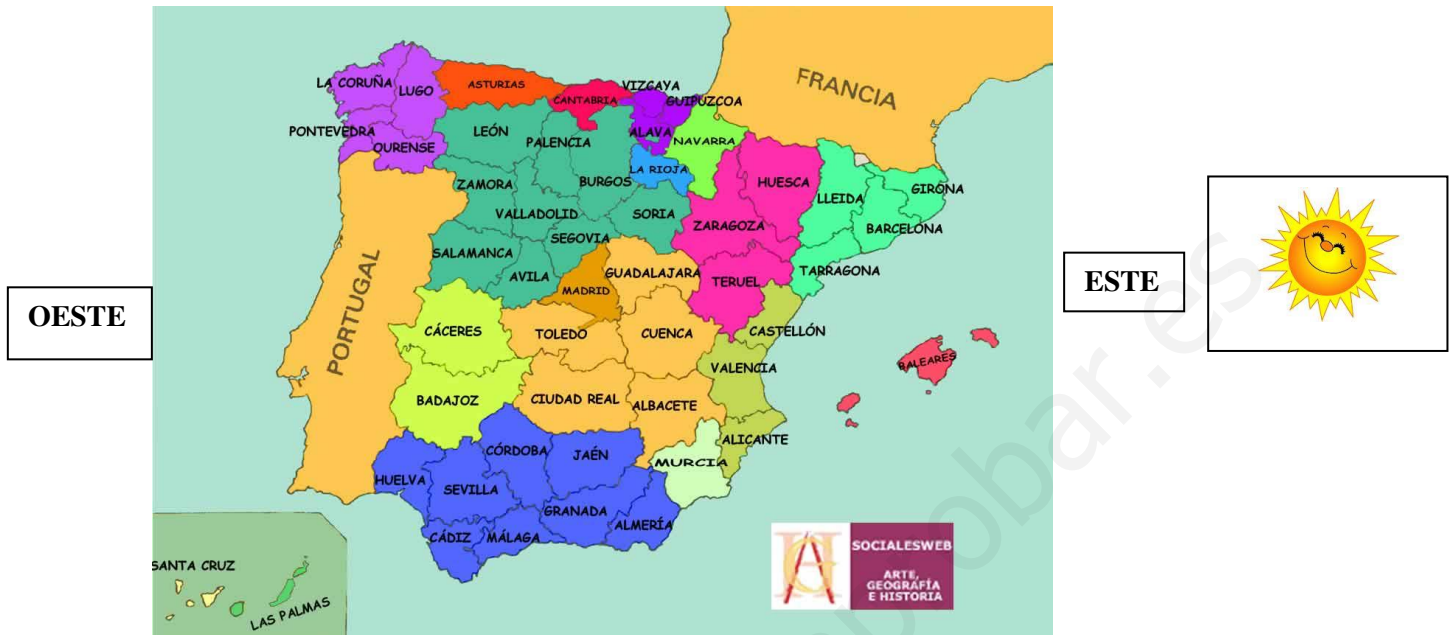 FRANCIA
LA CORUÑA
LUGO
ASTURIAS
CANTABRIA
VIZCAYA
GUIPUZCOA
PONTEVEDRA
OURENSE
LEÓN
PALENCIA
ALAVA
NAVARRA
BURGOS
LA RIOJA
HUESCA
LLEIDA
GIRONA
ZAMORA
VALLADOLID
SORIA
ZARAGOZA
BARCELONA
SALAMANCA
SEGOVIA
AVILA
MADRID
GUADALAJARA
TERUEL
TARRAGONA
OESTE
PORTUGAL
ESTE
CÁCERES
TOLEDO
CUENCA
CASTELLÓN
VALENCIA
BALEARES
BADAJOZ
CIUDAD REAL
ALBACETE
ALICANTE
CÓRDOBA
JAÉN
MURCIA
HUELVA
SEVILLA
GRANADA
ALMERÍA
CÁDIZ
MÁLAGA
SANTA CRUZ
LAS PALMAS
SOCIALESWEB
ARTE,
GEOGRAFÍA
E HISTORIA
obar.es